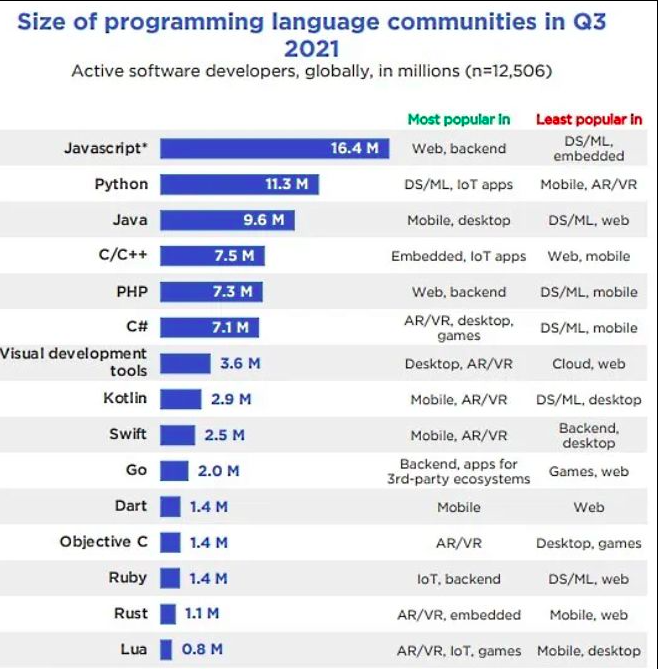 Size of programming language communities in Q3
2021
Active software developers, globally, in millions (n=12,506)
Most popular in Least popular in
Javascript* 16.4 M Web, backend DS/ML,
embedded
Python 11.3 M DS/ML, IoT apps Mobile, AR/VR
Java 9.6 M Mobile, desktop DS/ML, web
C/C++ 7.5 M Embedded, IoT apps Web, mobile
PHP 7.3 M Web, backend DS/ML, mobile
C# 7.1 M AR/VR, desktop,
games DS/ML, mobile
Visual development
tools 3.6 M Desktop, AR/VR Cloud, web
Kotlin 2.9 M Mobile, AR/VR DS/ML, desktop
Swift 2.5 M Mobile, AR/VR Backend,
desktop
Go 2.0 M Backend, apps for
3rd-party ecosystems Games, web
Dart 1.4 M Mobile Web
Objective C 1.4 M AR/VR Desktop, games
Ruby 1.4 M IoT, backend DS/ML, web
Rust 1.1 M AR/VR, embedded Mobile, web
Lua 0.8 M AR/VR, IoT, games Mobile, desktop